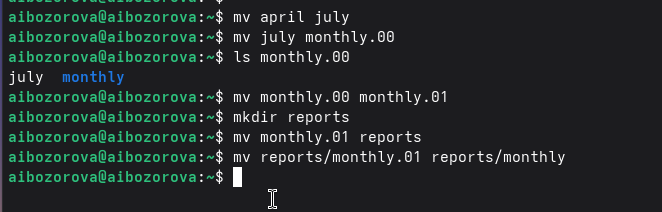 aibozorova@aibozorova:~$ mv april july
aibozorova@aibozorova:~$ mv july monthly.00
aibozorova@aibozorova:~$ ls monthly.00
july  monthly
aibozorova@aibozorova:~$ mv monthly.00 monthly.01
aibozorova@aibozorova:~$ mkdir reports
aibozorova@aibozorova:~$ mv monthly.01 reports
aibozorova@aibozorova:~$ mv reports/monthly.01 reports/monthly
aibozorova@aibozorova:~$